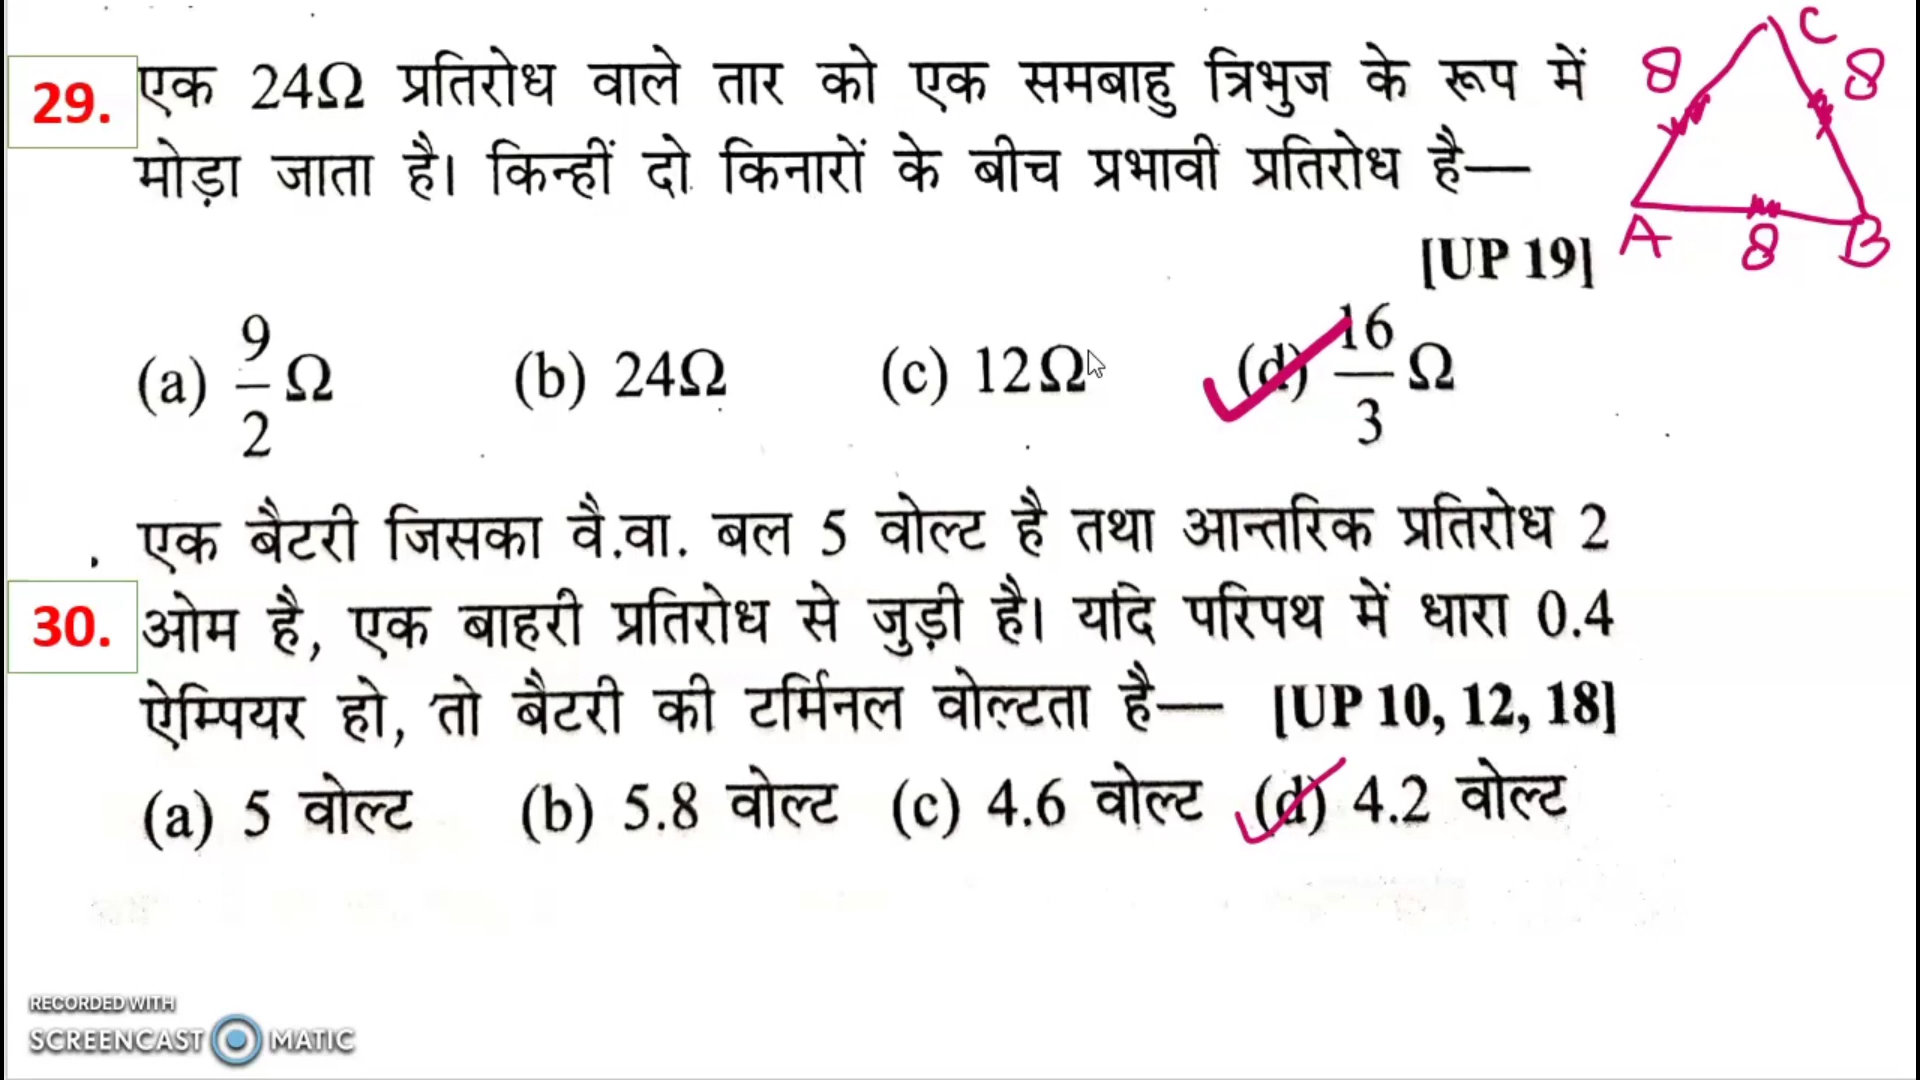 C
8 8
29. एक 24Ω प्रतिरोध वाले तार को एक समबाहु त्रिभुज के रूप में
मोड़ा जाता है। किन्हीं दो किनारों के बीच प्रभावी प्रतिरोध है—
A 8 B
[UP 19]
(a) 9/2 Ω (b) 24Ω (c) 12Ω (d) 16/3 Ω
एक बैटरी जिसका वै.वा. बल 5 वोल्ट है तथा आन्तरिक प्रतिरोध 2
30. ओम है, एक बाहरी प्रतिरोध से जुड़ी है। यदि परिपथ में धारा 0.4
ऐम्पियर हो, तो बैटरी की टर्मिनल वोल्टता है— [UP 10, 12, 18]
(a) 5 वोल्ट (b) 5.8 वोल्ट (c) 4.6 वोल्ट (d) 4.2 वोल्ट
RECORDED WITH
SCREENCAST MATIC